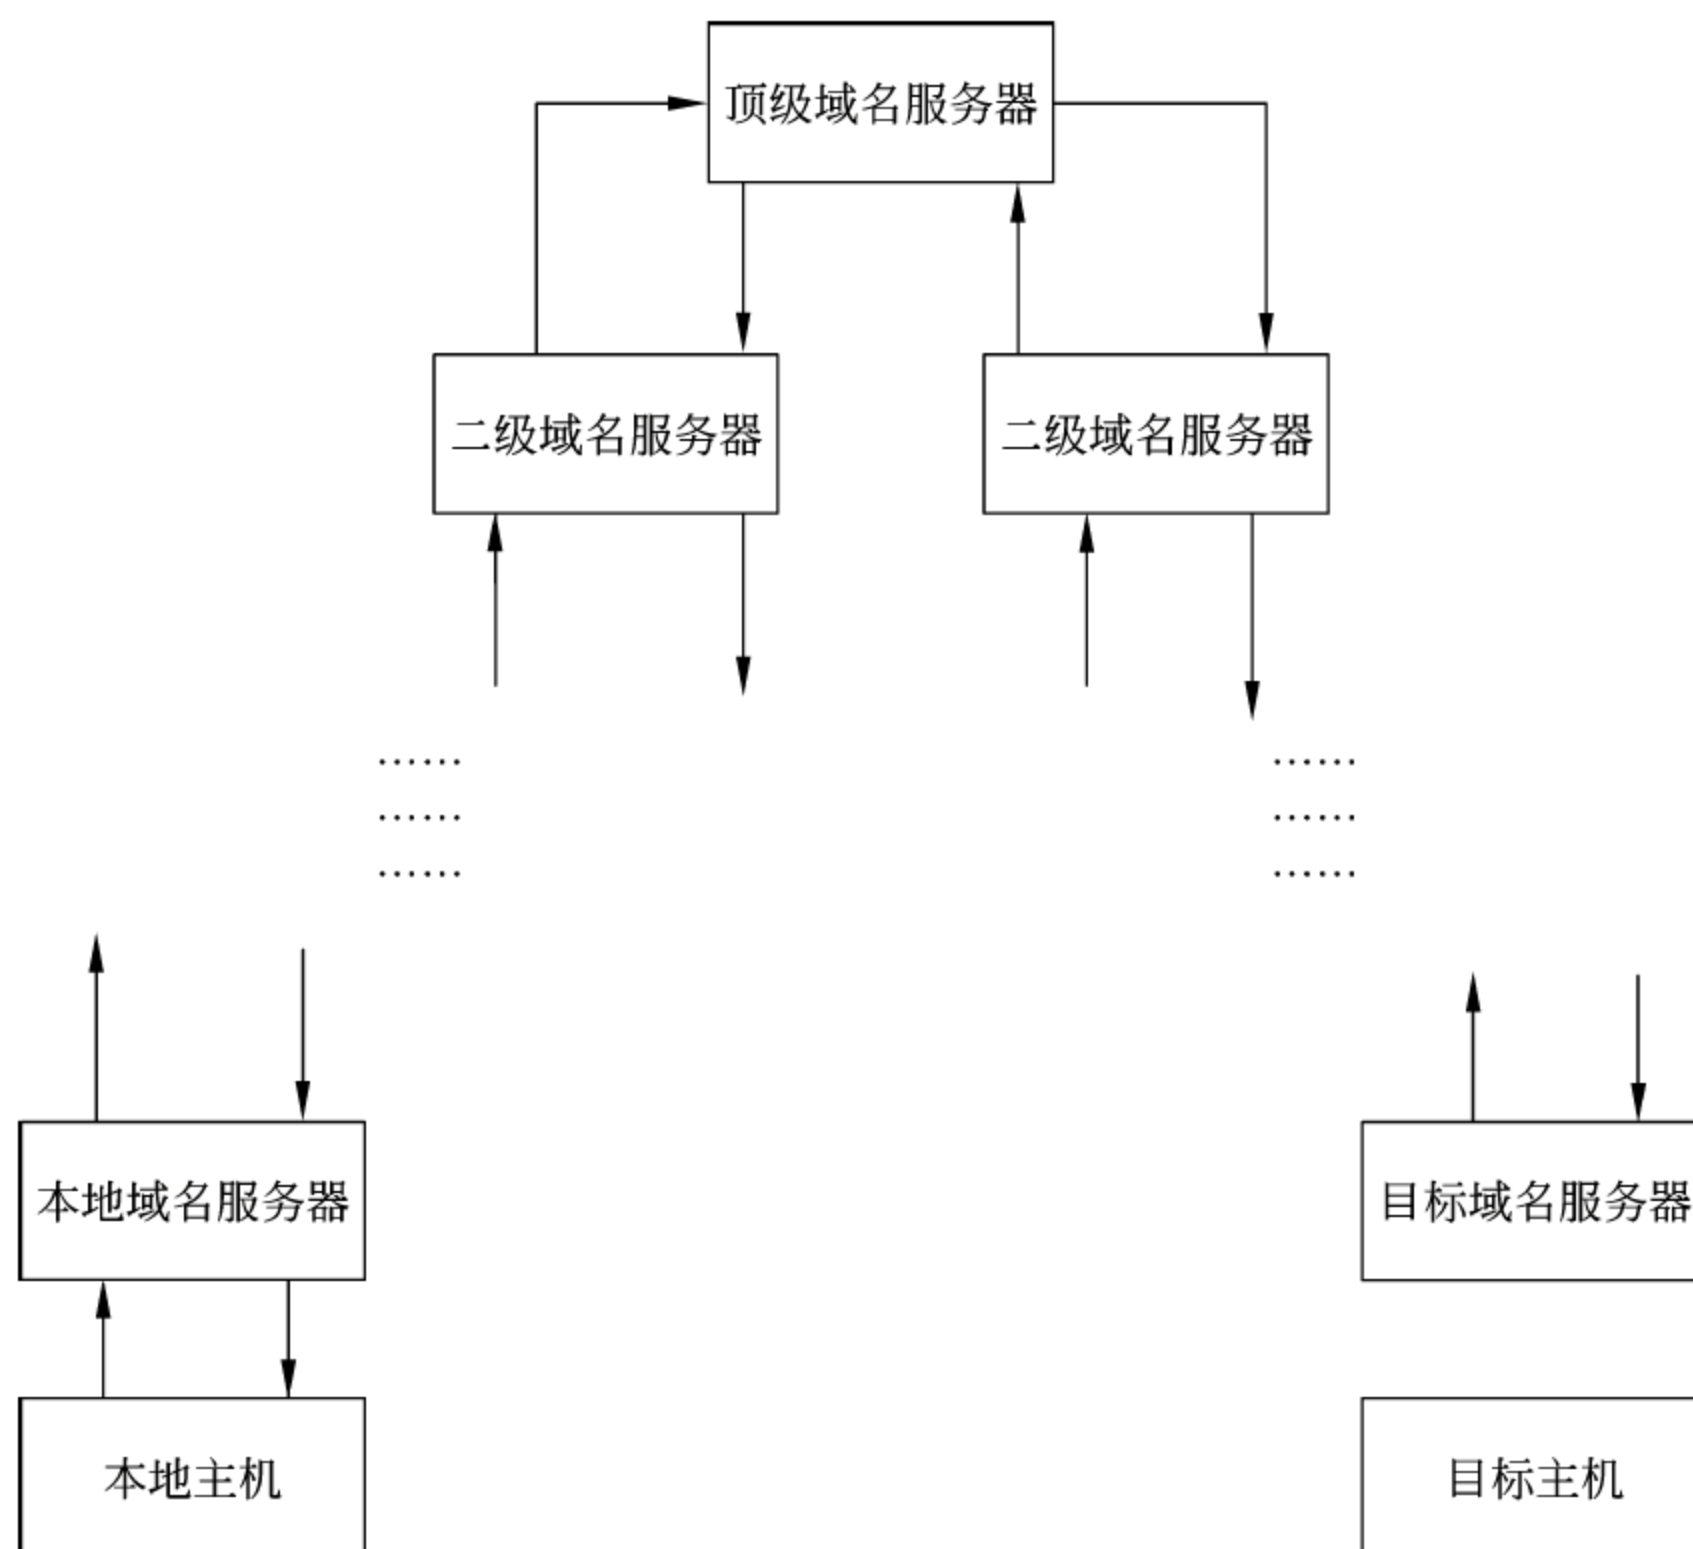 顶级域名服务器
二级域名服务器
二级域名服务器
……
……
……
……
……
……
本地域名服务器
目标域名服务器
本地主机
目标主机